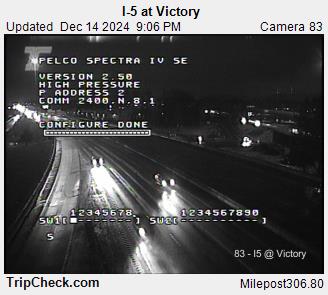 I-5 at Victory
Updated Dec 14 2024 9:06 PM Camera 83
PELCO SPECTRA IV SE
VERSION 2.50
HIGH PRESSURE
P ADDRESS 2
COMM 2400.N.8.1
CONFIGURE DONE
12345678 1234567890
SW1[ ] SW2[ ]
S
83 - I5 @ Victory
TripCheck.com Milepost306.80